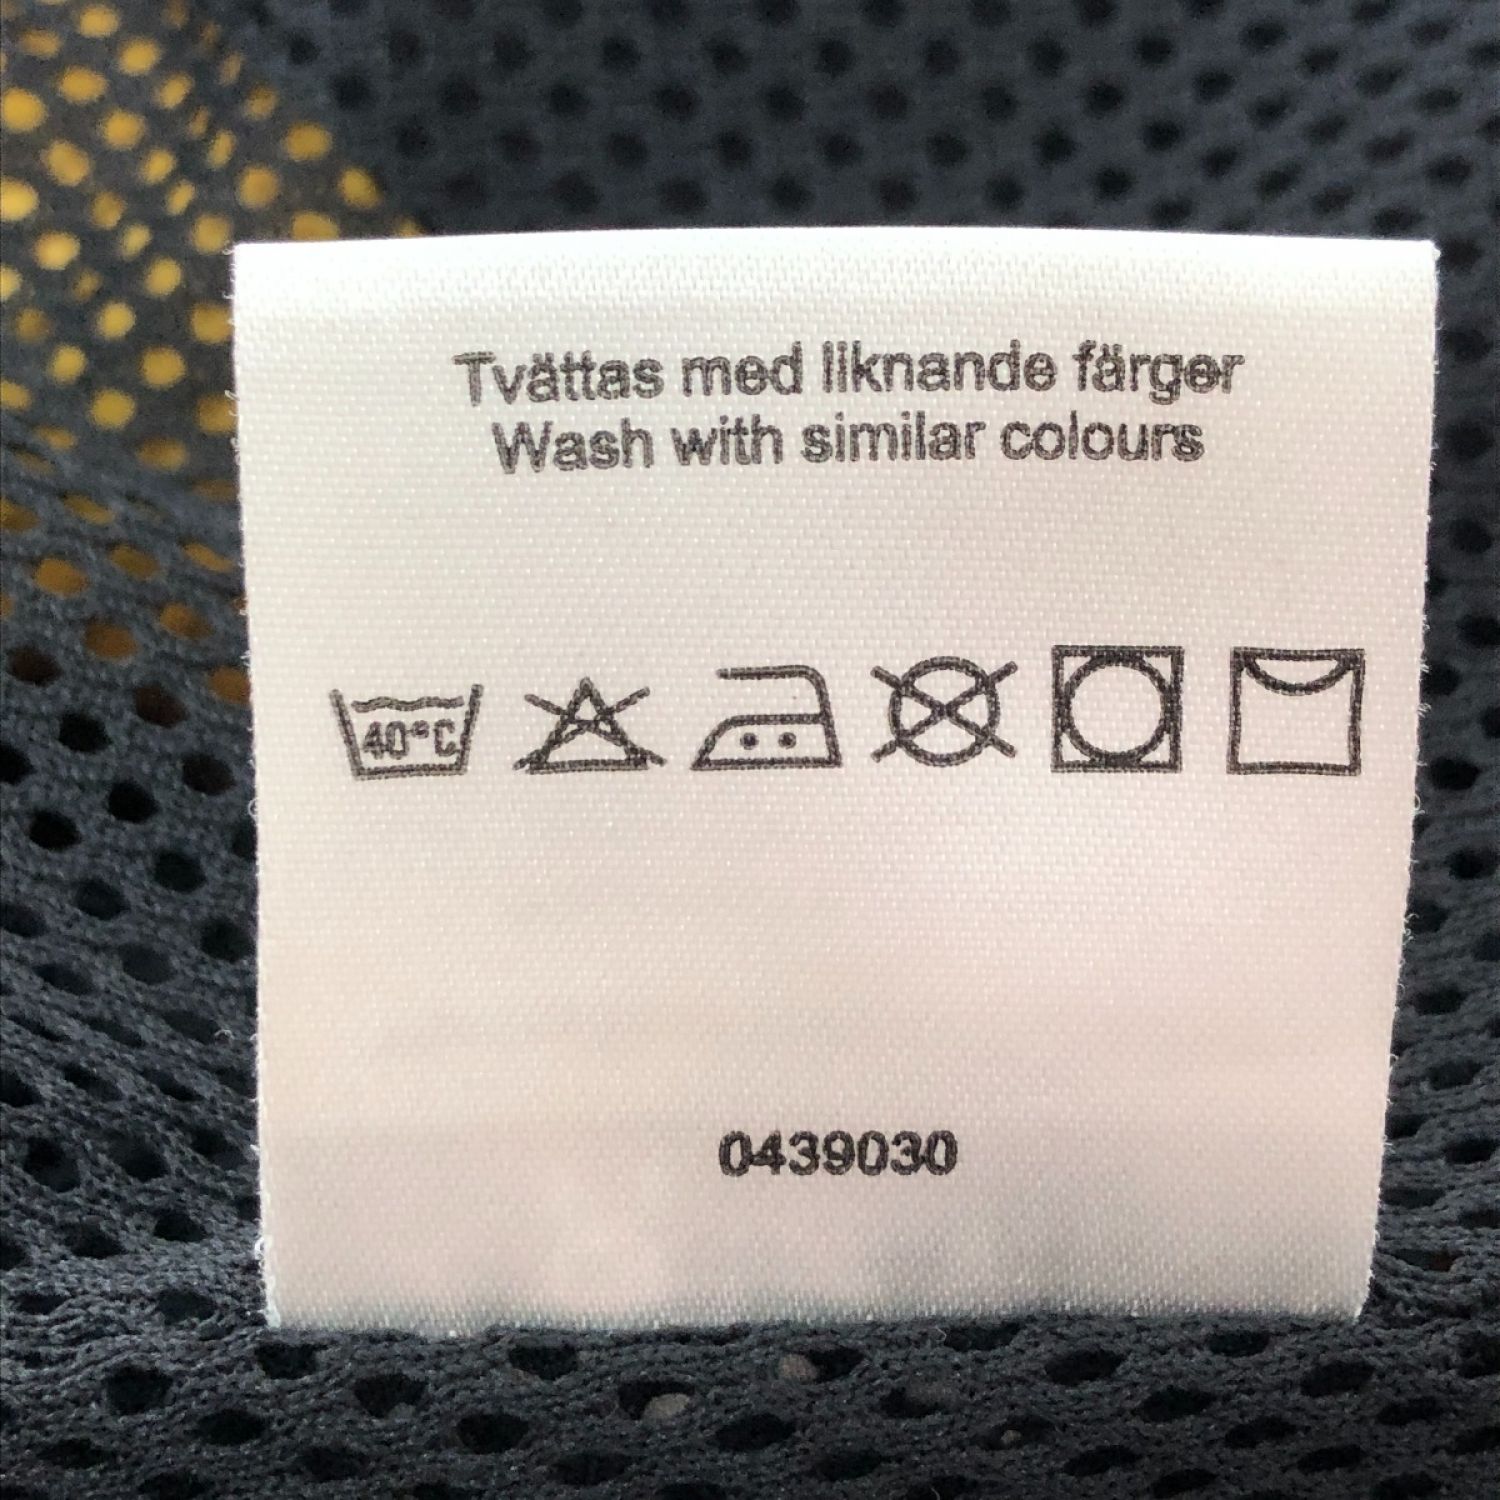 Tvättas med liknande färger
Wash with similar colours
40°C
0439030